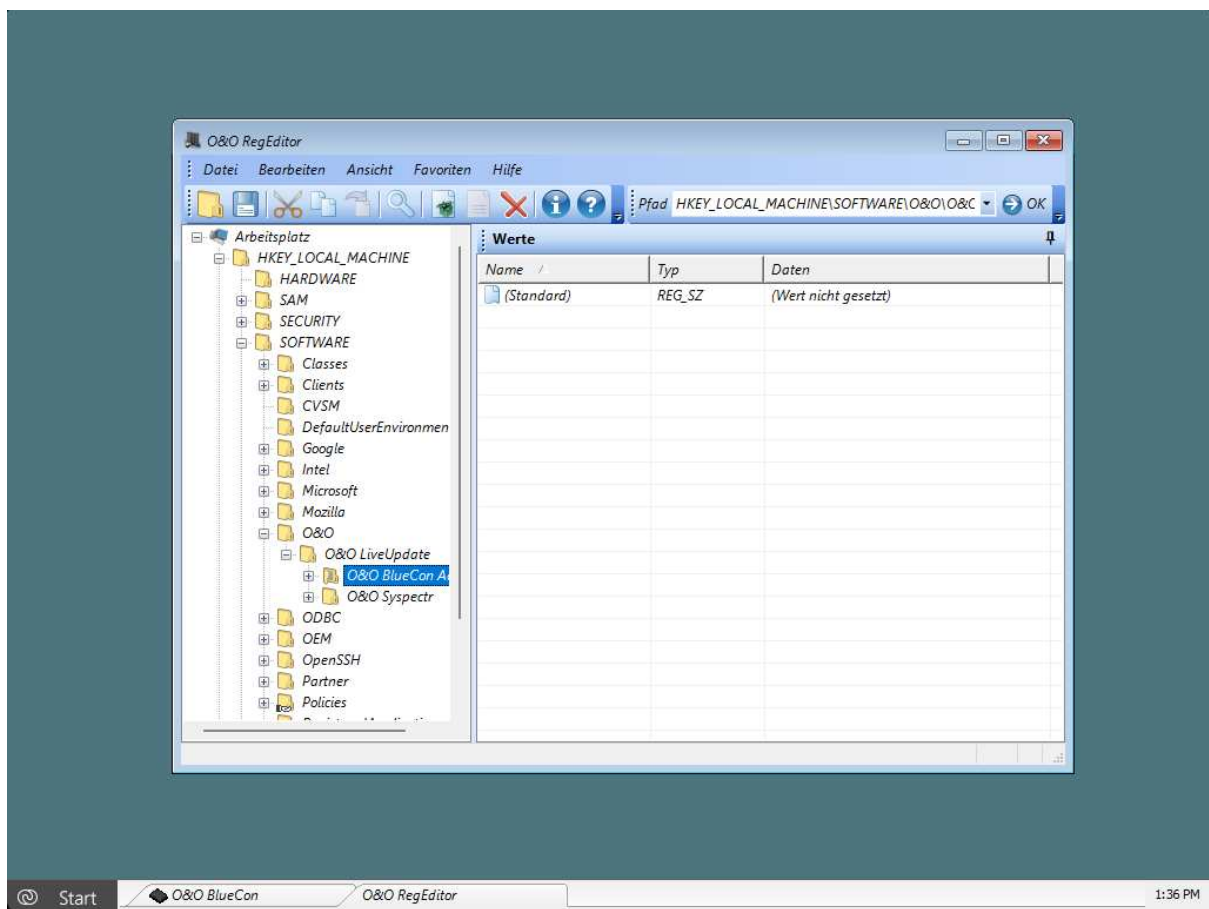 O&O RegEditor
Datei Bearbeiten Ansicht Favoriten Hilfe
Pfad HKEY_LOCAL_MACHINE\SOFTWARE\O&O\O&C OK
Arbeitsplatz
HKEY_LOCAL_MACHINE
HARDWARE
SAM
SECURITY
SOFTWARE
Classes
Clients
CVSM
DefaultUserEnvironmen
Google
Intel
Microsoft
Mozilla
O&O
O&O LiveUpdate
O&O BlueCon A
O&O Syspectr
ODBC
OEM
OpenSSH
Partner
Policies
Werte
Name Typ Daten
(Standard) REG_SZ (Wert nicht gesetzt)
Start O&O BlueCon O&O RegEditor 1:36 PM